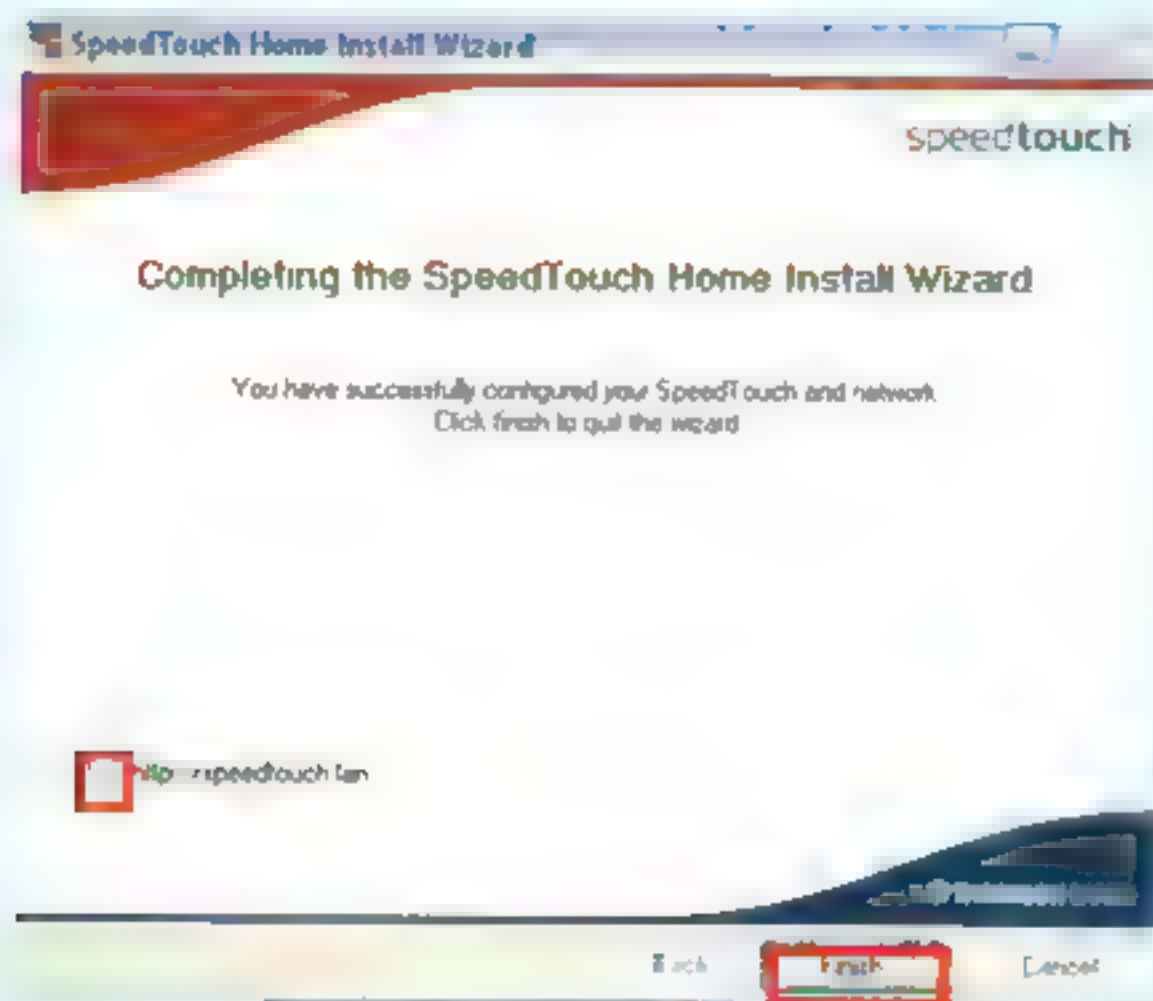 SpeedTouch Home Install Wizard
speedtouch
Completing the SpeedTouch Home Install Wizard
You have successfully configured your SpeedTouch and network
Click finish to quit the wizard
speedtouch lan
Back Finish Cancel